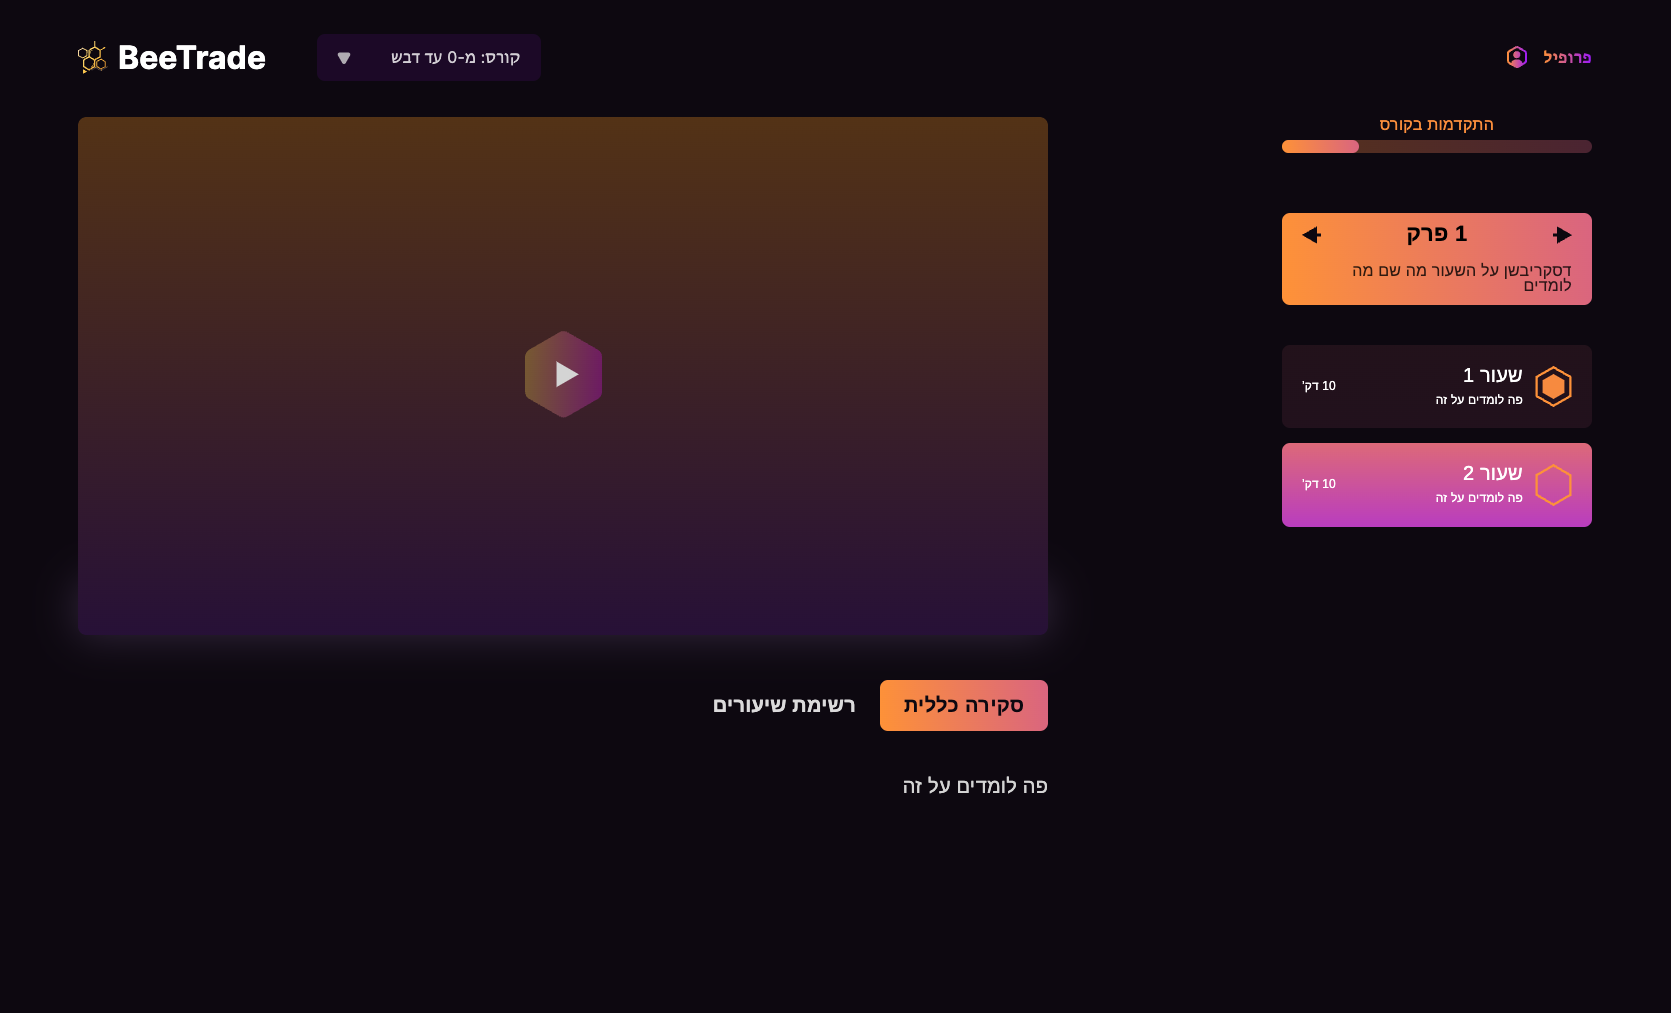 BeeTrade
קורס: מ-0 עד דבש
פרופיל
התקדמות בקורס
1 פרק
דסקריבשן על השעור מה שם מה
לומדים
שעור 1
פה לומדים על זה
10 דק'
שעור 2
פה לומדים על זה
10 דק'
סקירה כללית
רשימת שיעורים
פה לומדים על זה